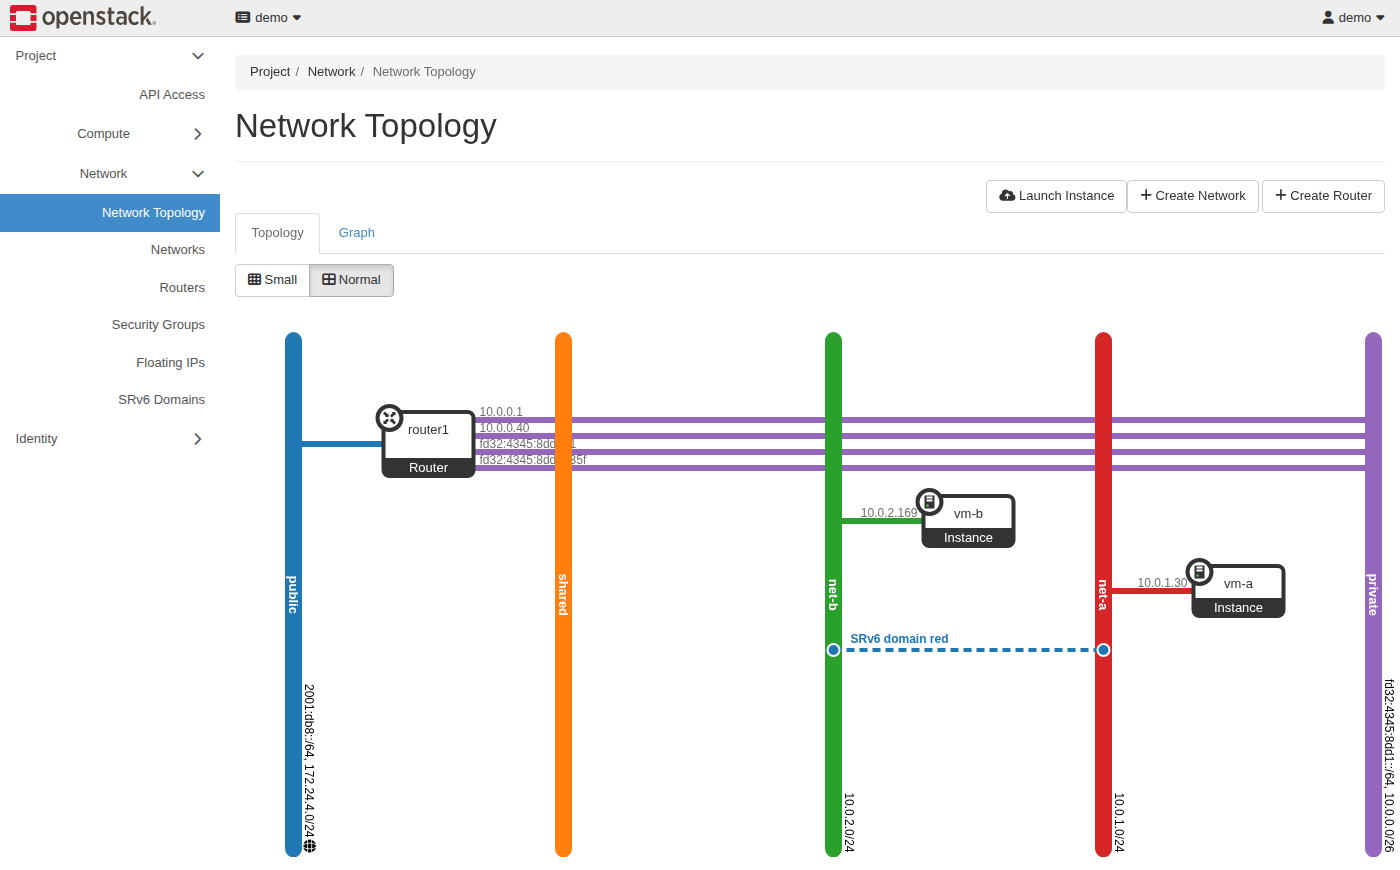 openstack.
demo
demo
Project
API Access
Compute
Network
Network Topology
Networks
Routers
Security Groups
Floating IPs
SRv6 Domains
Identity
Project / Network / Network Topology
Network Topology
Launch Instance
Create Network
Create Router
Topology
Graph
Small
Normal
10.0.0.1
10.0.0.40
router1
Router
10.0.2.169
vm-b
Instance
10.0.1.30
vm-a
Instance
public
shared
net-b
net-a
private
SRv6 domain red
2001:db8::/64, 172.24.4.0/24
10.0.2.0/24
10.0.1.0/24
fd32:4345:8dd1::/64, 10.0.0.0/26